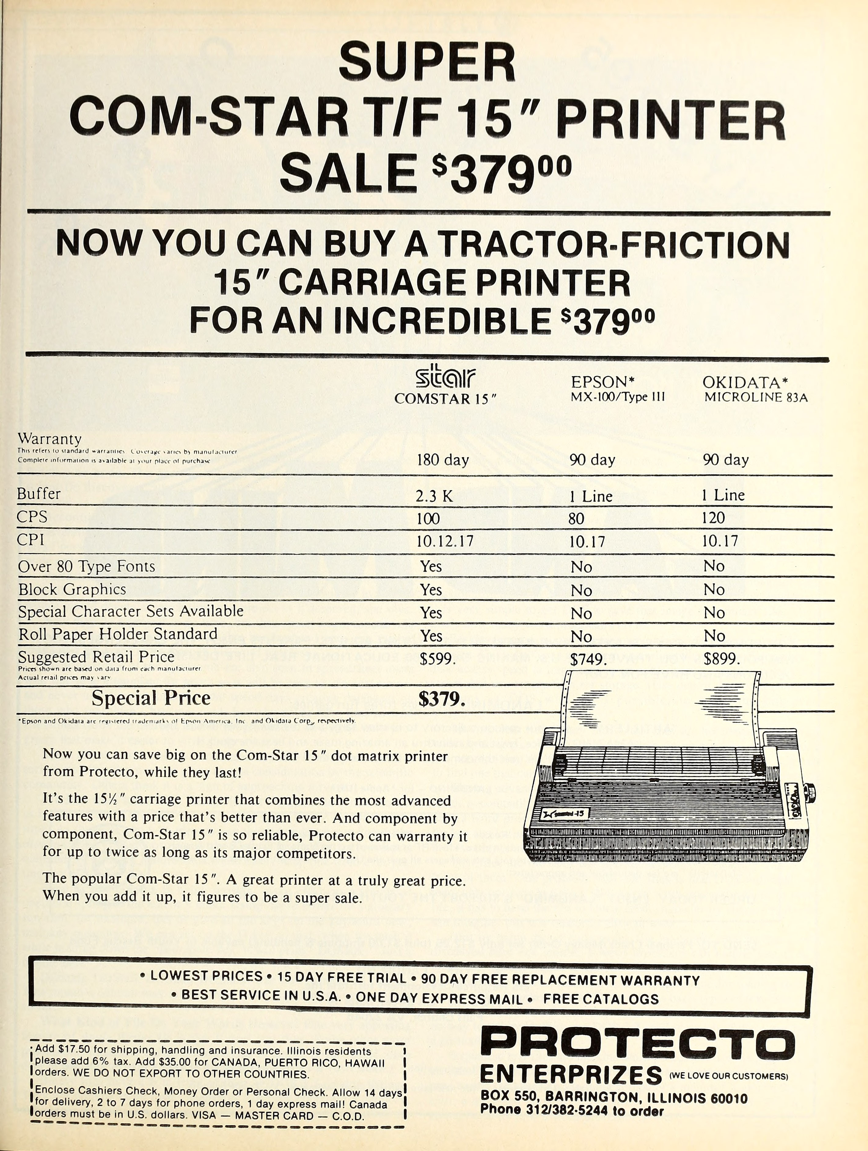 SUPER
COM-STAR T/F 15" PRINTER
SALE $37900
NOW YOU CAN BUY A TRACTOR-FRICTION
15" CARRIAGE PRINTER
FOR AN INCREDIBLE $37900
star EPSON* OKIDATA*
COMSTAR 15" MX-100/Type III MICROLINE 83A
Warranty
This refers to standard warranties. Coverage varies by manufacturer
Complete information is available at your place of purchase
180 day 90 day 90 day
Buffer 2.3 K 1 Line 1 Line
CPS 100 80 120
CPI 10.12.17 10.17 10.17
Over 80 Type Fonts Yes No No
Block Graphics Yes No No
Special Character Sets Available Yes No No
Roll Paper Holder Standard Yes No No
Suggested Retail Price $599. $749. $899.
Prices shown are based on data from each manufacturer
Actual retail prices may vary
Special Price $379.
*Epson and Okidata are registered trademarks of Epson America, Inc. and Okidata Corp., respectively.
Now you can save big on the Com-Star 15" dot matrix printer
from Protecto, while they last!
It's the 15½" carriage printer that combines the most advanced
features with a price that's better than ever. And component by
component, Com-Star 15" is so reliable, Protecto can warranty it
for up to twice as long as its major competitors.
The popular Com-Star 15". A great printer at a truly great price.
When you add it up, it figures to be a super sale.
• LOWEST PRICES • 15 DAY FREE TRIAL • 90 DAY FREE REPLACEMENT WARRANTY
• BEST SERVICE IN U.S.A. • ONE DAY EXPRESS MAIL • FREE CATALOGS
Add $17.50 for shipping, handling and insurance. Illinois residents
please add 6% tax. Add $35.00 for CANADA, PUERTO RICO, HAWAII
orders. WE DO NOT EXPORT TO OTHER COUNTRIES.
Enclose Cashiers Check, Money Order or Personal Check. Allow 14 days
for delivery, 2 to 7 days for phone orders, 1 day express mail! Canada
orders must be in U.S. dollars. VISA — MASTER CARD — C.O.D.
PROTECTO
ENTERPRIZES (WE LOVE OUR CUSTOMERS)
BOX 550, BARRINGTON, ILLINOIS 60010
Phone 312/382-5244 to order